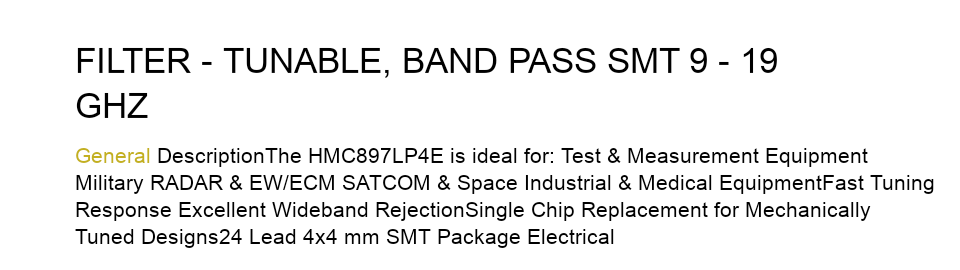 FILTER - TUNABLE, BAND PASS SMT 9 - 19
GHZ
General DescriptionThe HMC897LP4E is ideal for: Test & Measurement Equipment
Military RADAR & EW/ECM SATCOM & Space Industrial & Medical EquipmentFast Tuning
Response Excellent Wideband RejectionSingle Chip Replacement for Mechanically
Tuned Designs24 Lead 4x4 mm SMT Package Electrical